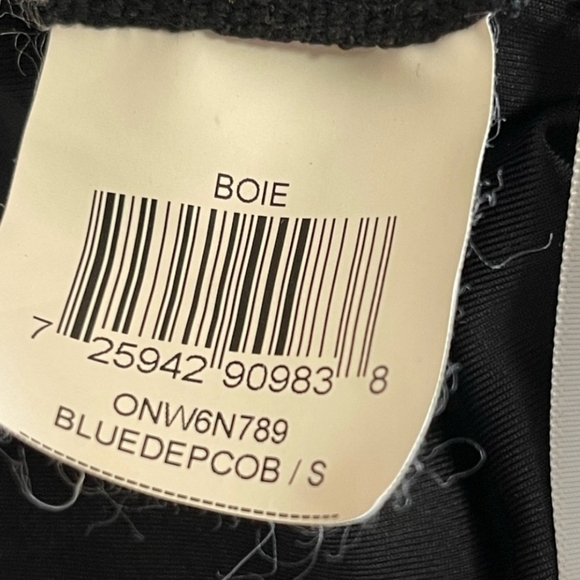 BOIE
7 25942 90983 8
ONW6N789
BLUEDEPCOB / S